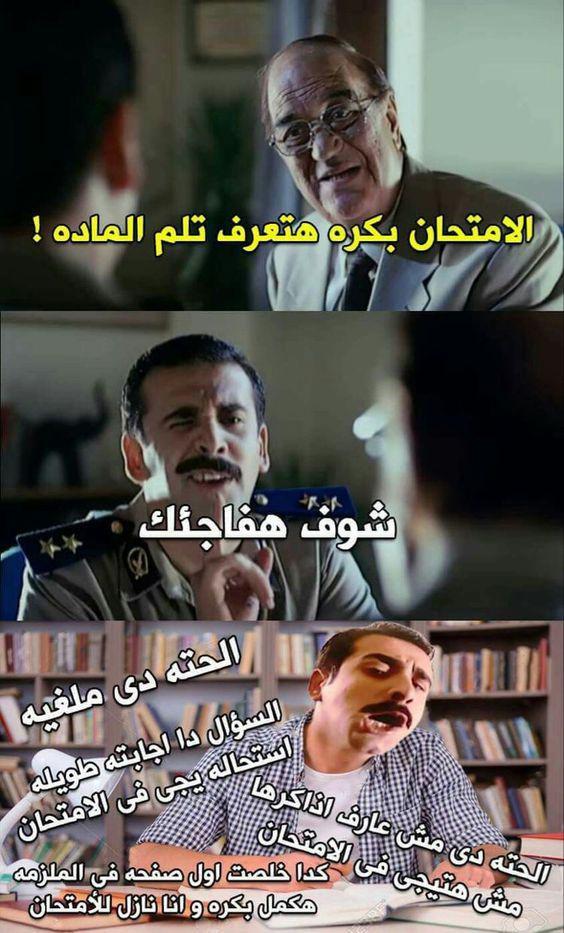 الامتحان بكره هتعرف تلم الماده !
شوف هفاجئك
الحته دى ملغيه
السؤال دا اجابته طويله
استحاله يجى فى الامتحان
الحته دى مش عارف اذاكرها
مش هتيجى فى الامتحان
كدا خلصت اول صفحه فى الملزمه
هكمل بكره و انا نازل للأمتحان